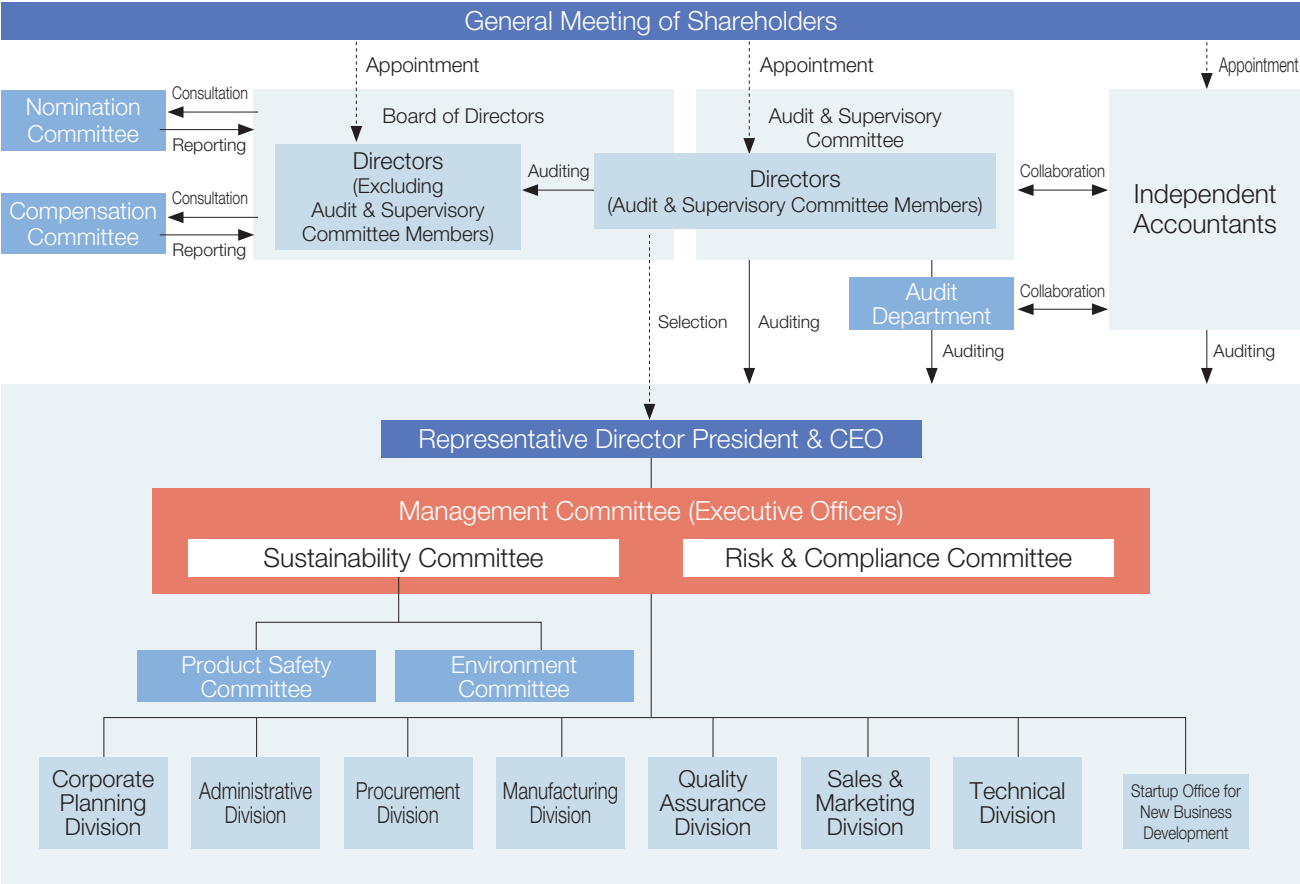 General Meeting of Shareholders
Appointment
Appointment
Appointment
Nomination
Committee
Consultation
Reporting
Compensation
Committee
Consultation
Reporting
Board of Directors
Directors
(Excluding
Audit & Supervisory
Committee Members)
Auditing
Audit & Supervisory
Committee
Directors
(Audit & Supervisory Committee Members)
Collaboration
Independent
Accountants
Audit
Department
Collaboration
Selection
Auditing
Auditing
Auditing
Representative Director President & CEO
Management Committee (Executive Officers)
Sustainability Committee
Risk & Compliance Committee
Product Safety
Committee
Environment
Committee
Corporate
Planning
Division
Administrative
Division
Procurement
Division
Manufacturing
Division
Quality
Assurance
Division
Sales &
Marketing
Division
Technical
Division
Startup Office for
New Business
Development